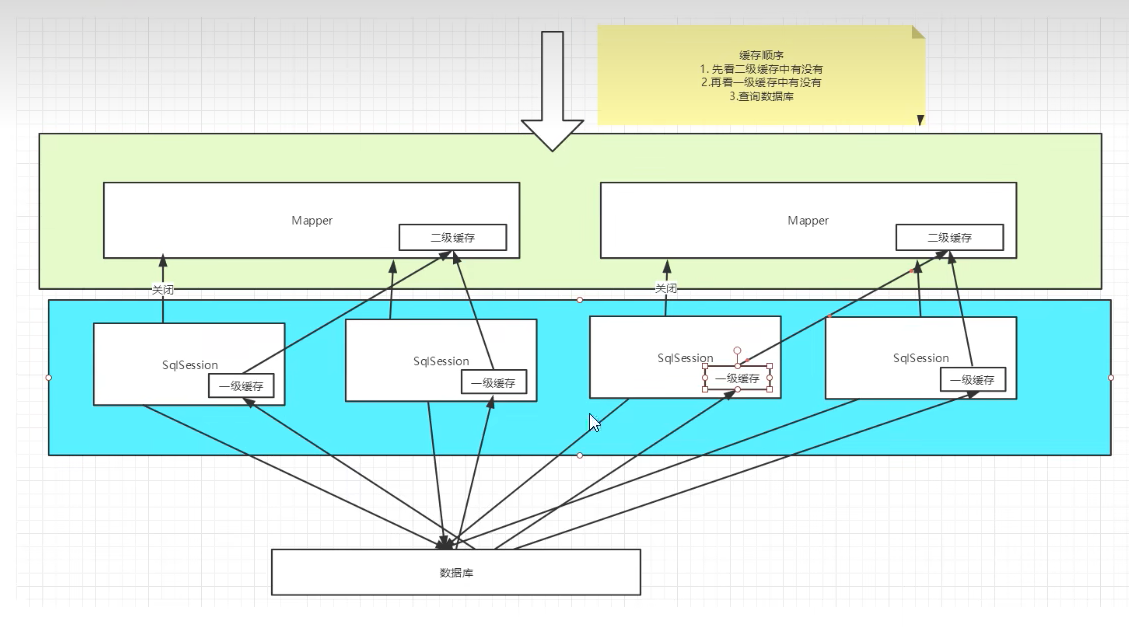 缓存顺序
1. 先看二级缓存中有没有
2.再看一级缓存中有没有
3.查询数据库
Mapper
二级缓存
Mapper
二级缓存
关闭
关闭
SqlSession
一级缓存
SqlSession
一级缓存
SqlSession
一级缓存
SqlSession
一级缓存
数据库